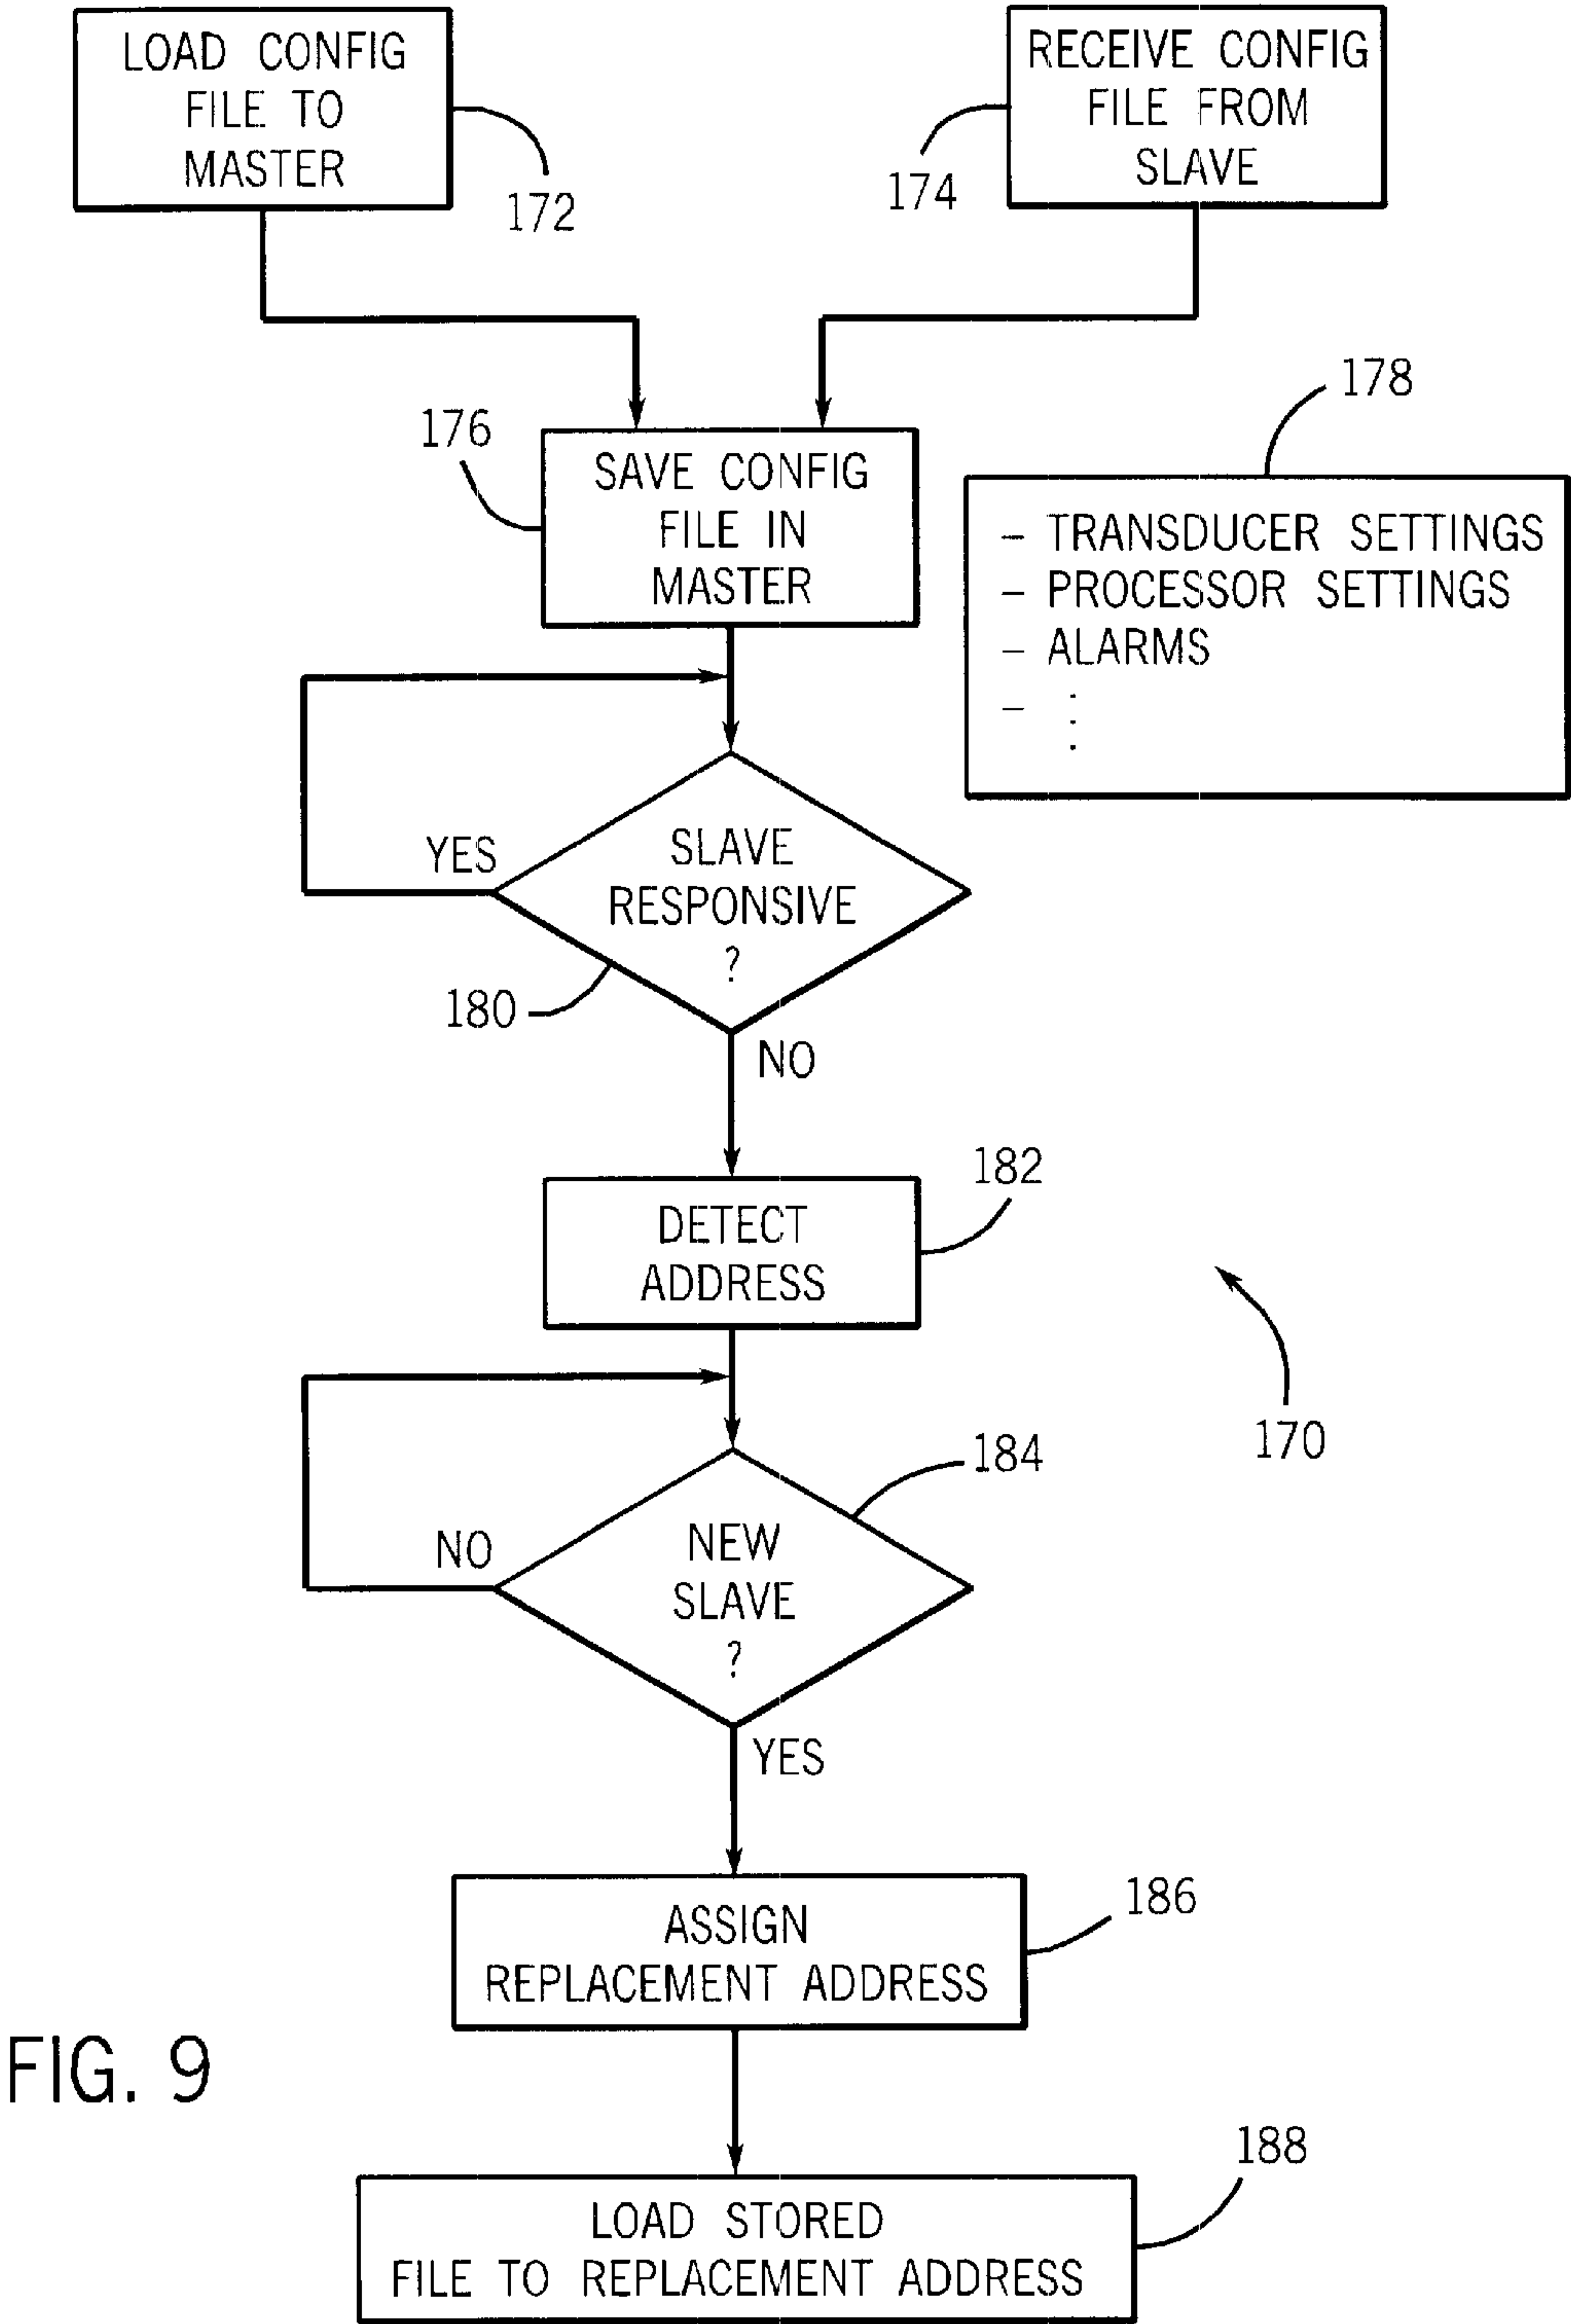 LOAD CONFIG
FILE TO
MASTER
172
RECEIVE CONFIG
FILE FROM
SLAVE
174
176
SAVE CONFIG
FILE IN
MASTER
178
– TRANSDUCER SETTINGS
– PROCESSOR SETTINGS
– ALARMS
– ⋮
YES
SLAVE
RESPONSIVE
?
180
NO
182
DETECT
ADDRESS
170
184
NO
NEW
SLAVE
?
YES
186
ASSIGN
REPLACEMENT ADDRESS
FIG. 9
188
LOAD STORED
FILE TO REPLACEMENT ADDRESS